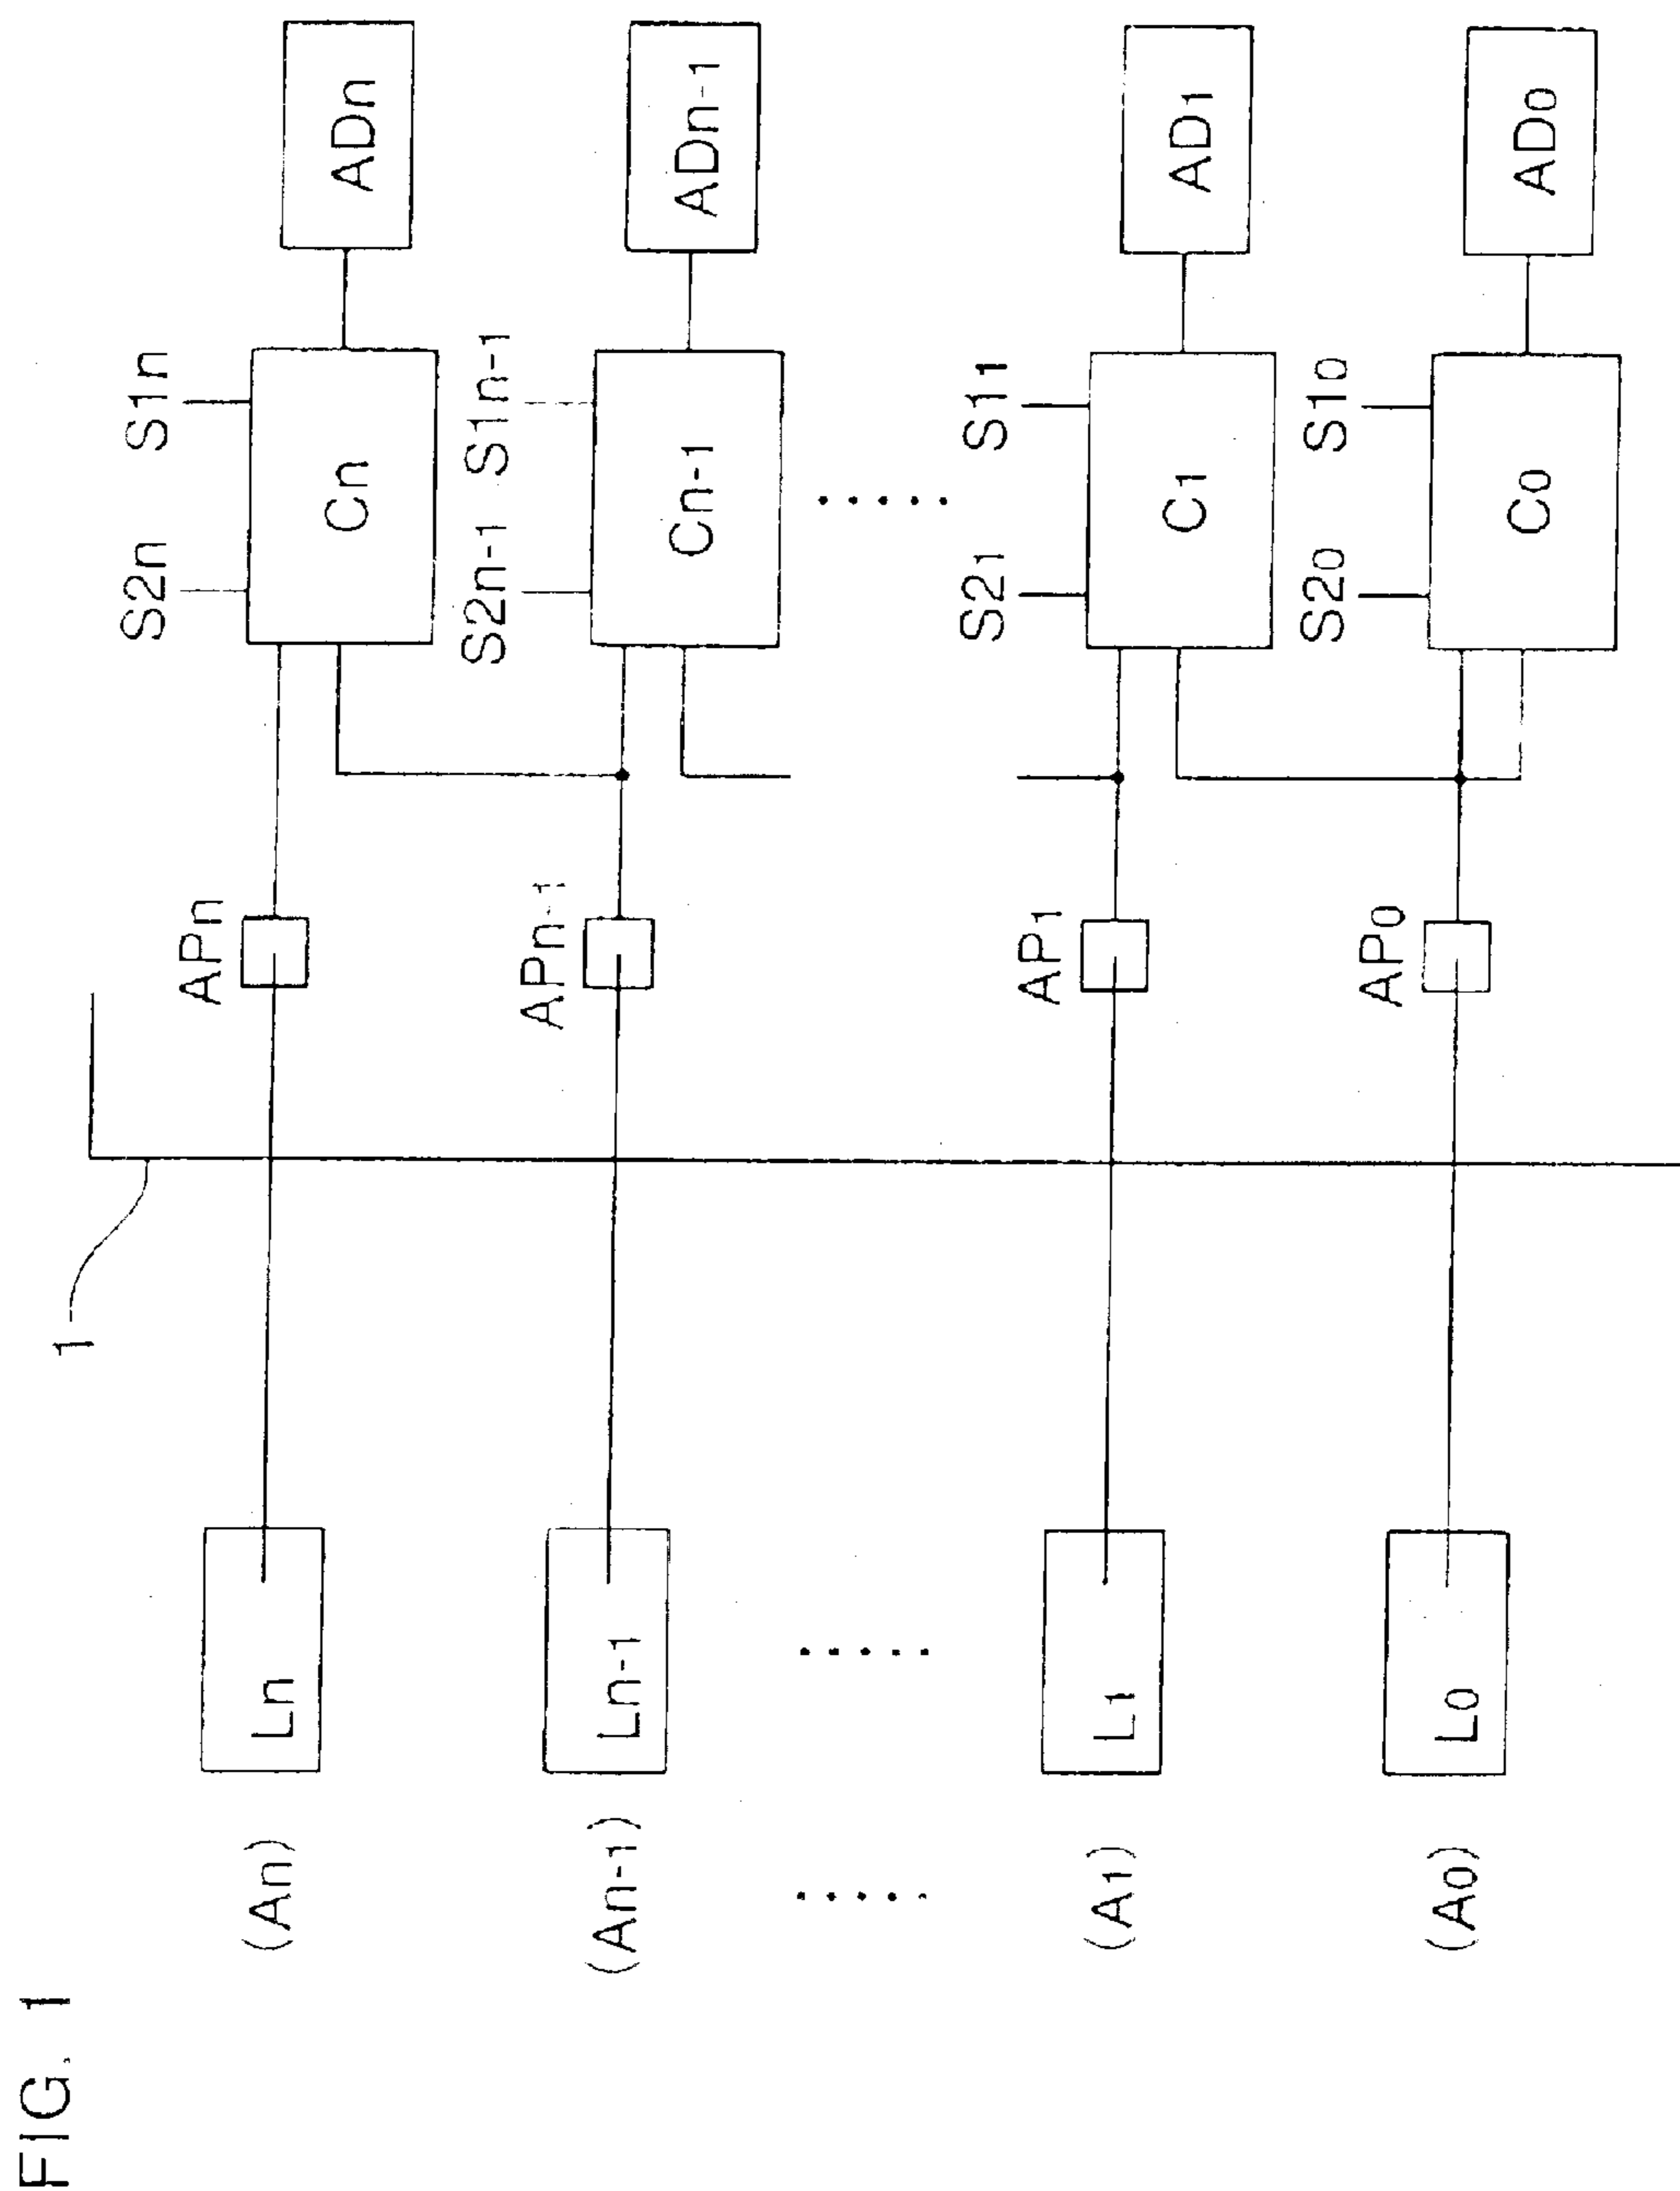 FIG. 1
1
(An)
Ln
APn
S2n
S1n
Cn
ADn
(An-1)
Ln-1
APn-1
S2n-1
S1n-1
Cn-1
ADn-1
(A1)
L1
AP1
S21
S11
C1
AD1
(A0)
L0
AP0
S20
S10
C0
AD0